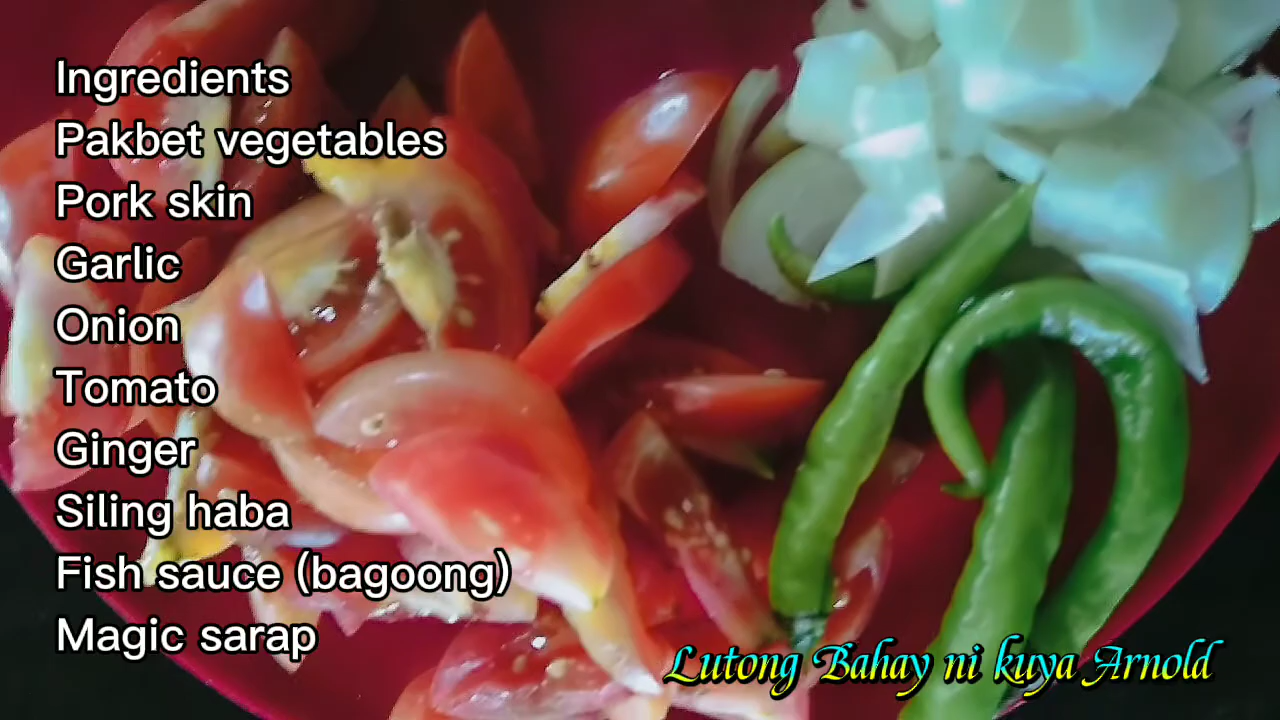 Ingredients
Pakbet vegetables
Pork skin
Garlic
Onion
Tomato
Ginger
Siling haba
Fish sauce (bagoong)
Magic sarap
Lutong Bahay ni kuya Arnold